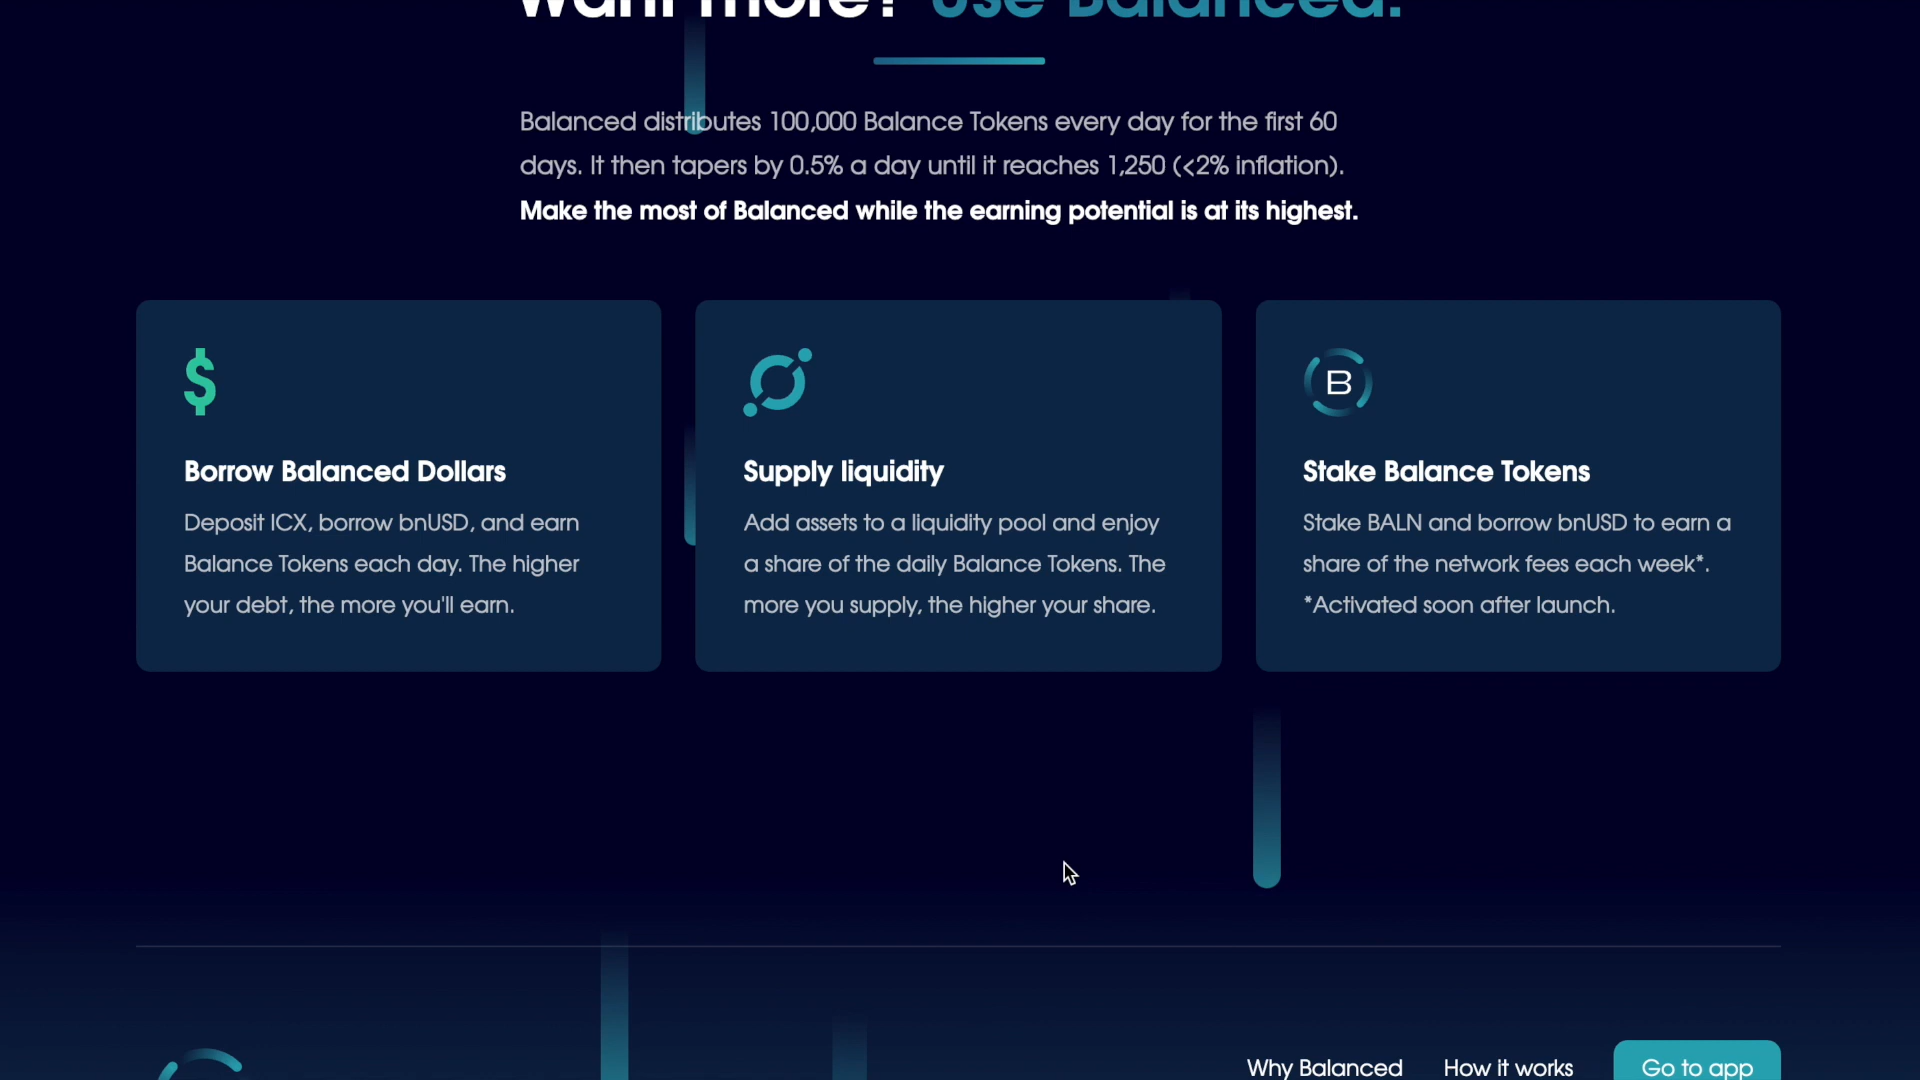 Want more? Use Balanced.
Balanced distributes 100,000 Balance Tokens every day for the first 60
days. It then tapers by 0.5% a day until it reaches 1,250 (<2% inflation).
Make the most of Balanced while the earning potential is at its highest.
$
Borrow Balanced Dollars
Deposit ICX, borrow bnUSD, and earn
Balance Tokens each day. The higher
your debt, the more you'll earn.
Supply liquidity
Add assets to a liquidity pool and enjoy
a share of the daily Balance Tokens. The
more you supply, the higher your share.
B
Stake Balance Tokens
Stake BALN and borrow bnUSD to earn a
share of the network fees each week*.
*Activated soon after launch.
Why Balanced
How it works
Go to app